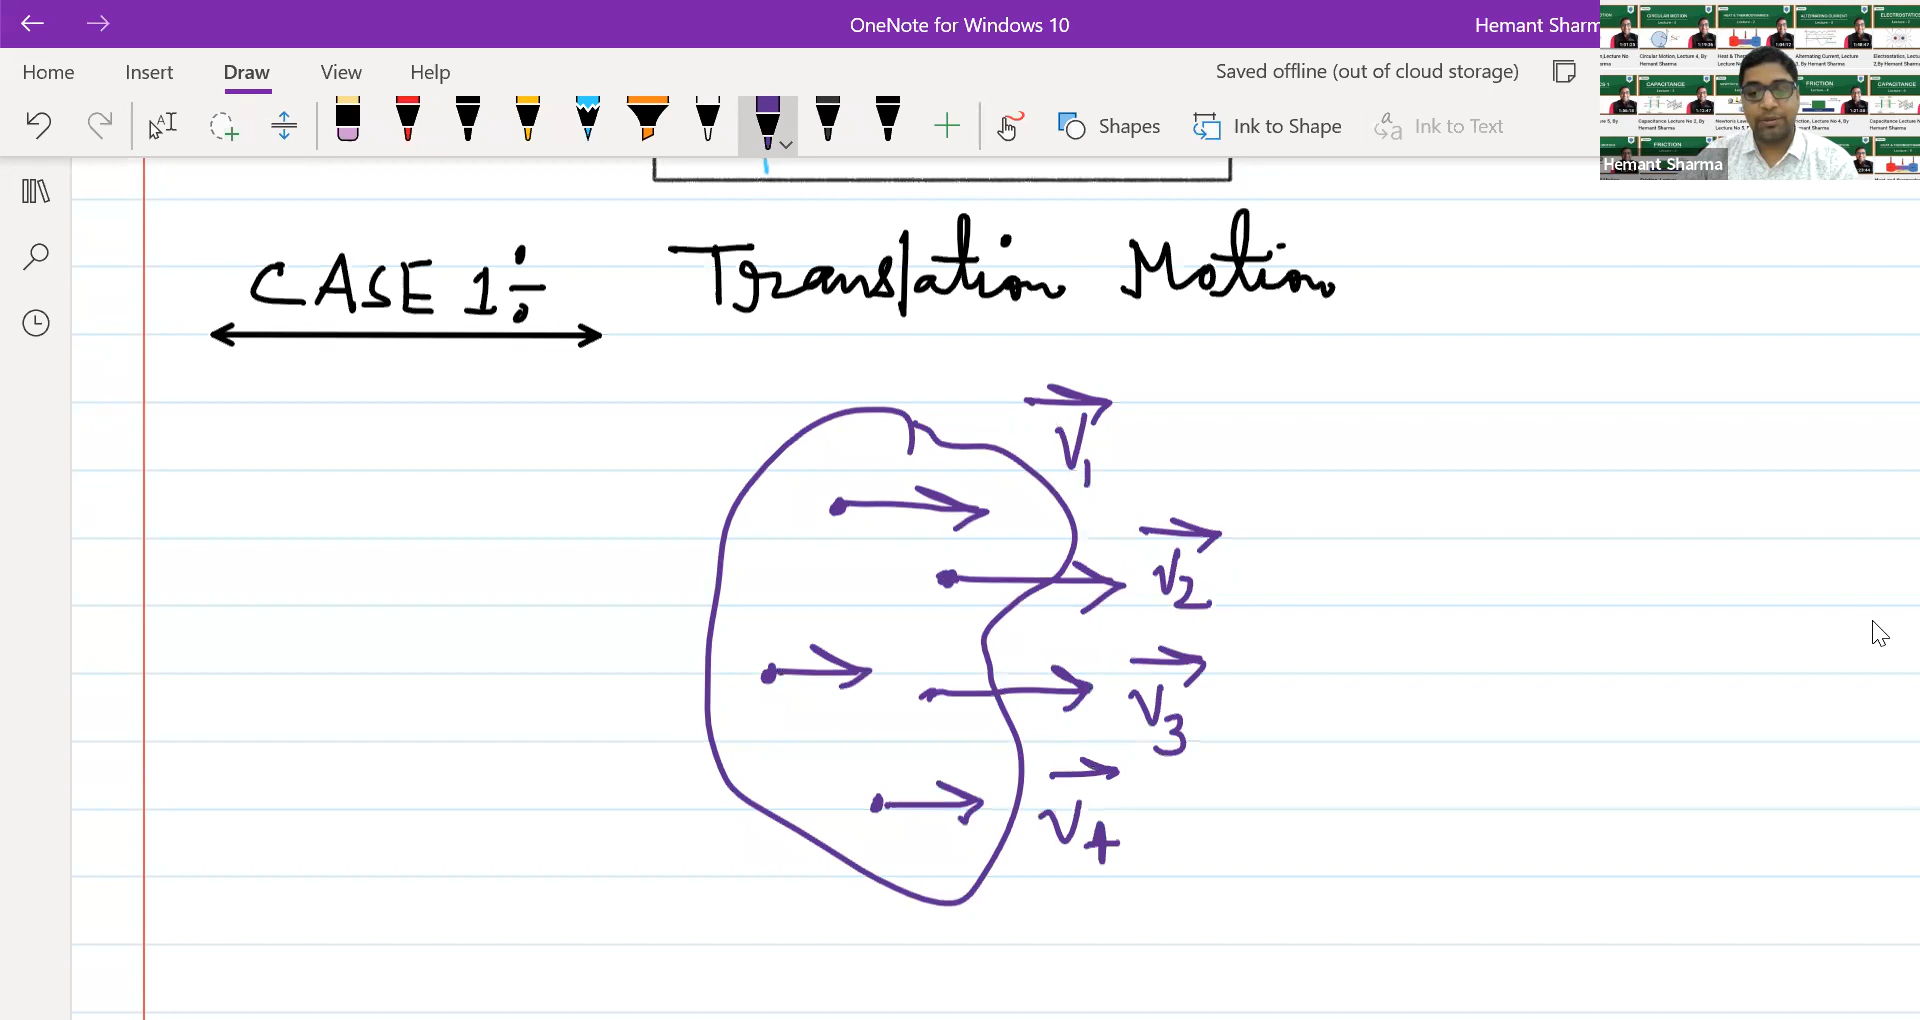 OneNote for Windows 10
Hemant Sharm
Home Insert Draw View Help
Saved offline (out of cloud storage)
Shapes Ink to Shape Ink to Text
Hemant Sharma
CASE 1:- Translation Motion
V1
V2
V3
V4